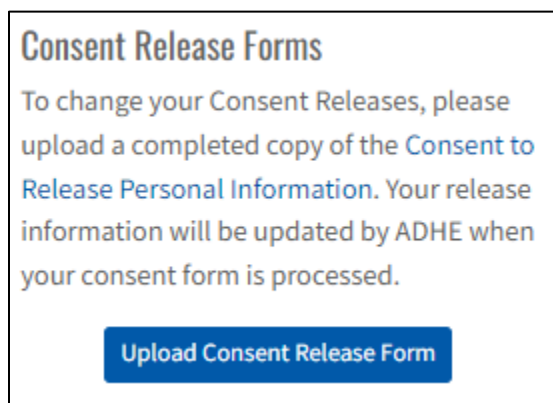 Consent Release Forms
To change your Consent Releases, please
upload a completed copy of the Consent to
Release Personal Information. Your release
information will be updated by ADHE when
your consent form is processed.
Upload Consent Release Form